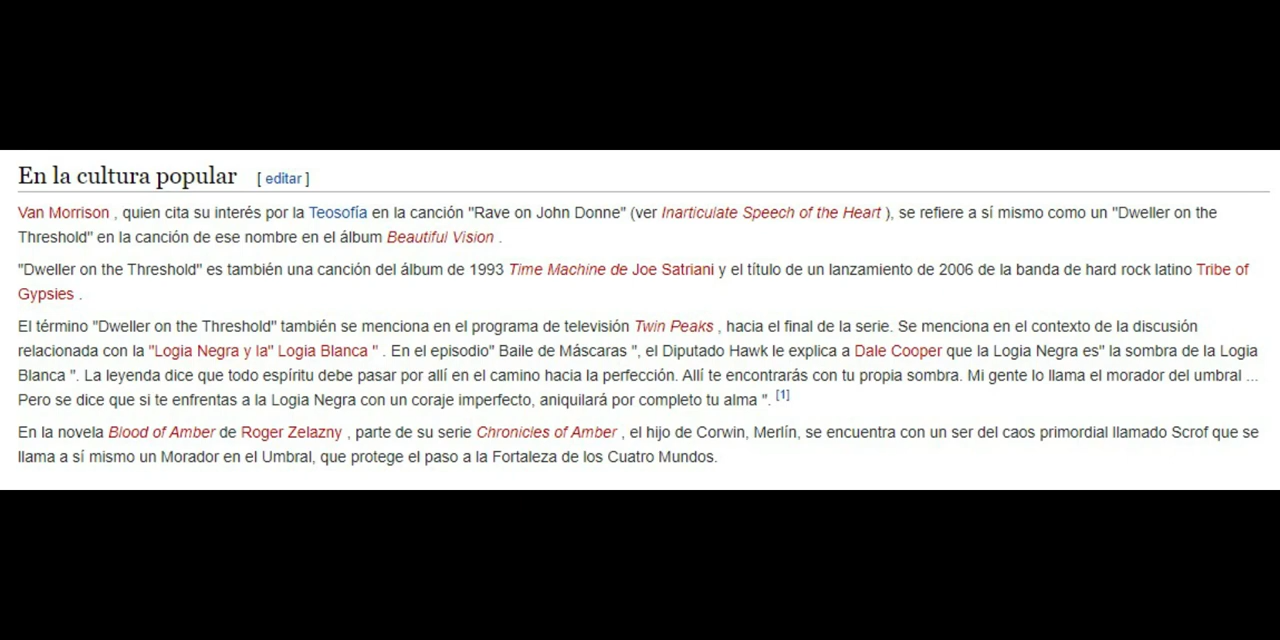 En la cultura popular [ editar ]
Van Morrison , quien cita su interés por la Teosofía en la canción "Rave on John Donne" (ver Inarticulate Speech of the Heart ), se refiere a sí mismo como un "Dweller on the
Threshold" en la canción de ese nombre en el álbum Beautiful Vision .
"Dweller on the Threshold" es también una canción del álbum de 1993 Time Machine de Joe Satriani y el título de un lanzamiento de 2006 de la banda de hard rock latino Tribe of
Gypsies .
El término "Dweller on the Threshold" también se menciona en el programa de televisión Twin Peaks , hacia el final de la serie. Se menciona en el contexto de la discusión
relacionada con la "Logia Negra y la" Logia Blanca " . En el episodio" Baile de Máscaras ", el Diputado Hawk le explica a Dale Cooper que la Logia Negra es" la sombra de la Logia
Blanca ". La leyenda dice que todo espíritu debe pasar por allí en el camino hacia la perfección. Allí te encontrarás con tu propia sombra. Mi gente lo llama el morador del umbral ...
Pero se dice que si te enfrentas a la Logia Negra con un coraje imperfecto, aniquilará por completo tu alma ". [1]
En la novela Blood of Amber de Roger Zelazny , parte de su serie Chronicles of Amber , el hijo de Corwin, Merlín, se encuentra con un ser del caos primordial llamado Scrof que se
llama a sí mismo un Morador en el Umbral, que protege el paso a la Fortaleza de los Cuatro Mundos.